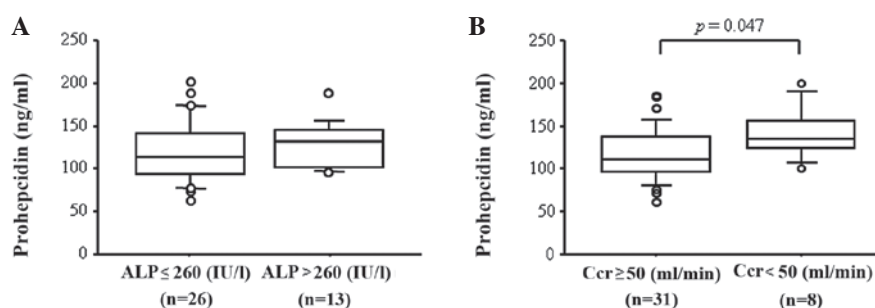 A
Prohepcidin (ng/ml)
250
200
150
100
50
0
ALP ≤ 260 (IU/l)
(n=26)
ALP > 260 (IU/l)
(n=13)
B
Prohepcidin (ng/ml)
p = 0.047
250
200
150
100
50
0
Ccr ≥ 50 (ml/min)
(n=31)
Ccr < 50 (ml/min)
(n=8)